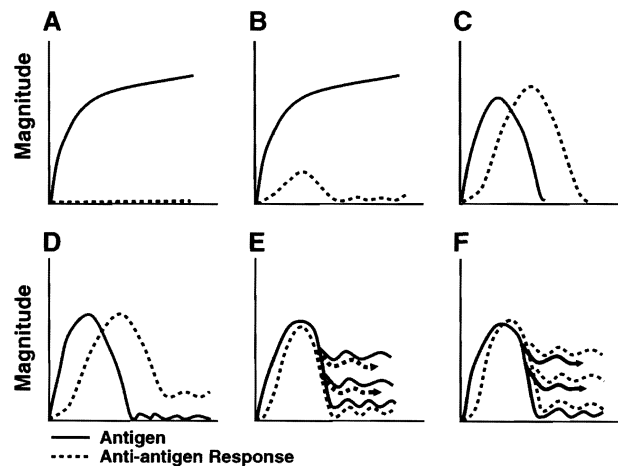 A B C
Magnitude
D E F
Magnitude
Antigen
Anti-antigen Response